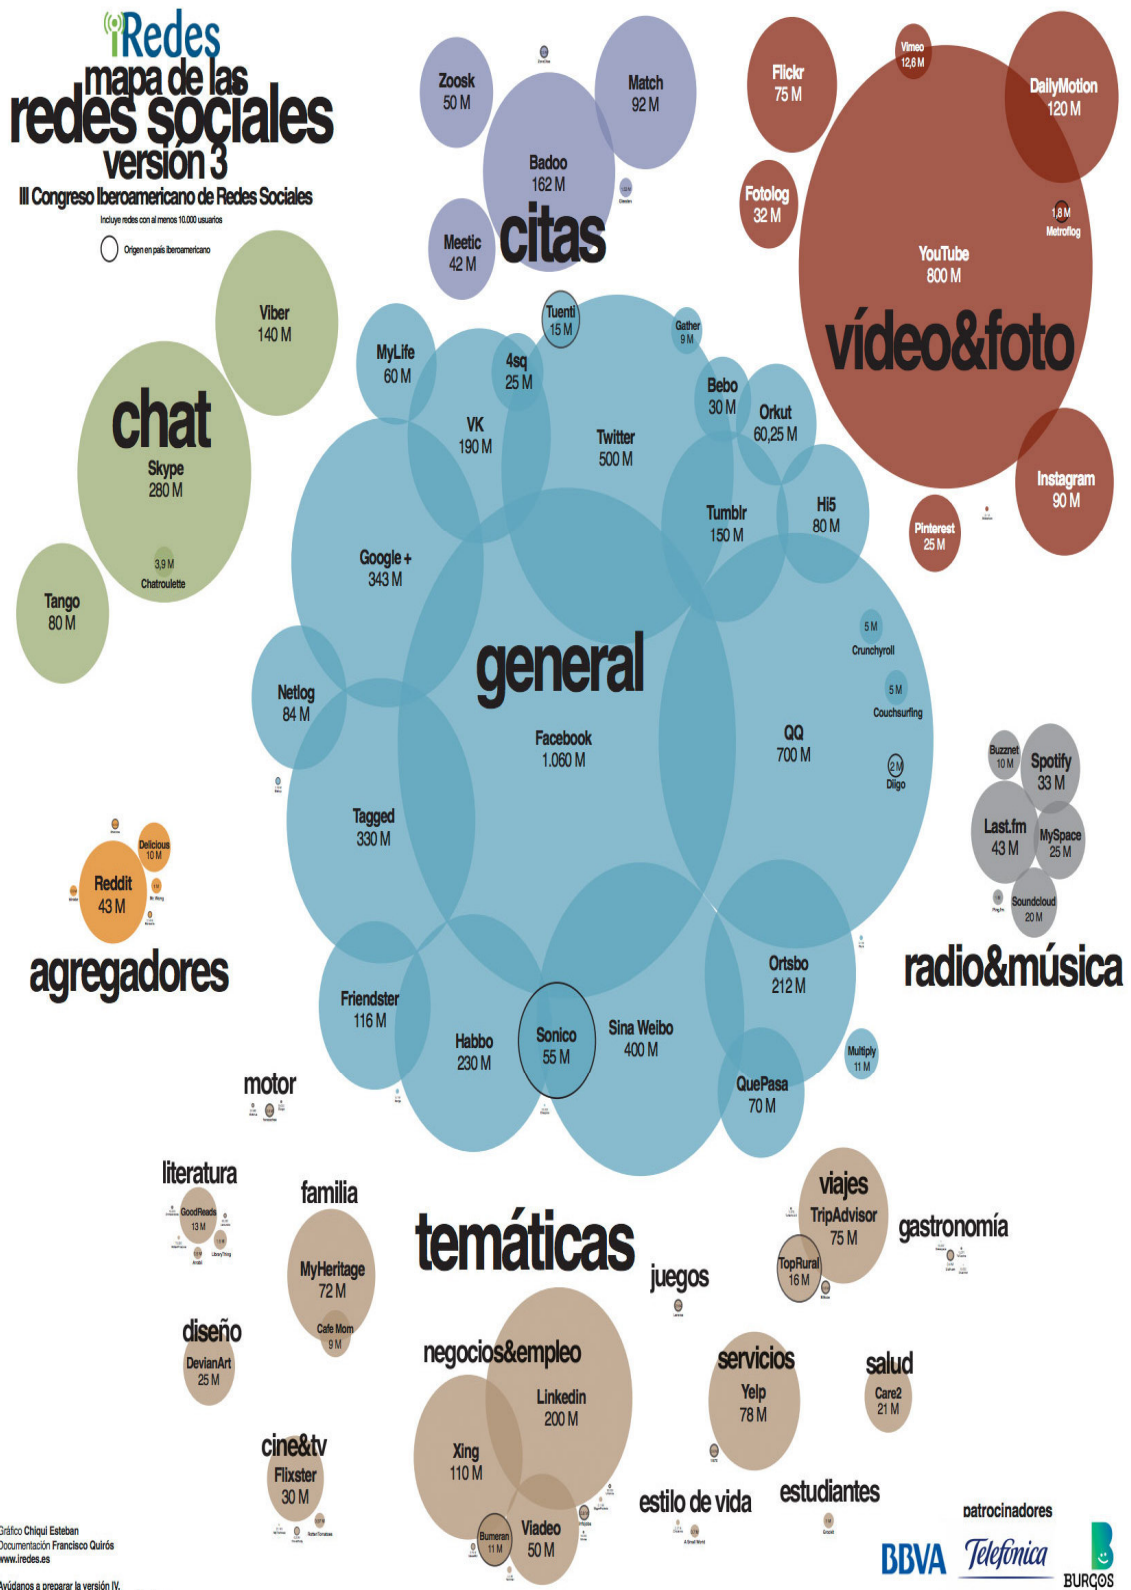 iRedes
mapa de las
redes sociales
versión 3
III Congreso Iberoamericano de Redes Sociales
Incluye redes con al menos 10.000 usuarios
Origen en país Iberoamericano
citas
Zoosk
50 M
Match
92 M
Badoo
162 M
Meetic
42 M
vídeo&foto
Flickr
75 M
Vimeo
12,6 M
DailyMotion
120 M
Fotolog
32 M
1,8 M
Metroflog
YouTube
800 M
Instagram
90 M
Pinterest
25 M
chat
Viber
140 M
Skype
280 M
3,9 M
Chatroulette
Tango
80 M
general
Tuenti
15 M
Gather
9 M
MyLife
60 M
4sq
25 M
VK
190 M
Twitter
500 M
Bebo
30 M
Orkut
60,25 M
Tumblr
150 M
Hi5
80 M
Google +
343 M
5 M
Crunchyroll
5 M
Couchsurfing
Netlog
84 M
Facebook
1.060 M
QQ
700 M
2 M
Diigo
Tagged
330 M
Ortsbo
212 M
Friendster
116 M
Habbo
230 M
Sonico
55 M
Sina Weibo
400 M
Multiply
11 M
QuePasa
70 M
agregadores
Delicious
10 M
Reddit
43 M
Mr. Wong
radio&música
Buzznet
10 M
Spotify
33 M
Last.fm
43 M
MySpace
25 M
Soundcloud
20 M
Ping.fm
temáticas
motor
literatura
GoodReads
13 M
LibraryThing
Anobii
familia
MyHeritage
72 M
Cafe Mom
9 M
viajes
TripAdvisor
75 M
TopRural
16 M
gastronomía
juegos
diseño
DevianArt
25 M
negocios&empleo
Linkedin
200 M
Xing
110 M
Viadeo
50 M
Bumeran
11 M
servicios
Yelp
78 M
salud
Care2
21 M
cine&tv
Flixster
30 M
Rotten Tomatoes
estilo de vida
A Small World
estudiantes
patrocinadores
BBVA
Telefónica
BURGOS
Gráfico Chiqui Esteban
Documentación Francisco Quirós
www.iredes.es
Ayúdanos a preparar la versión IV.